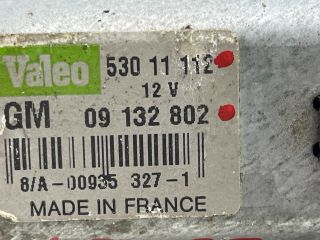 Valeo 530 11 112
12 V
GM 09 132 802
8/A-00935 327-1
MADE IN FRANCE